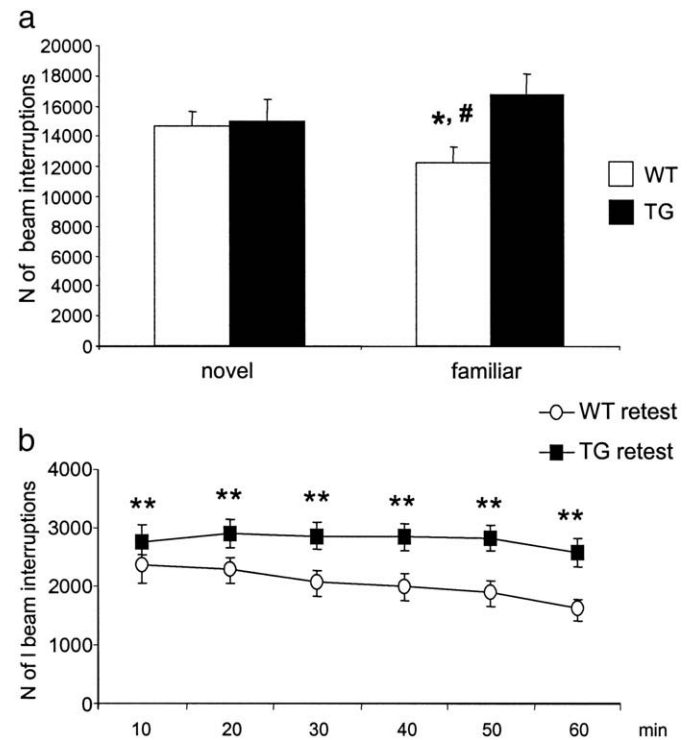 a
20000
18000
16000
14000
12000
10000
8000
6000
4000
2000
0
N of beam interruptions
*, #
WT
TG
novel familiar
WT retest
TG retest
b
4000
3000
2000
1000
0
N of I beam interruptions
** ** ** ** ** **
10 20 30 40 50 60 min